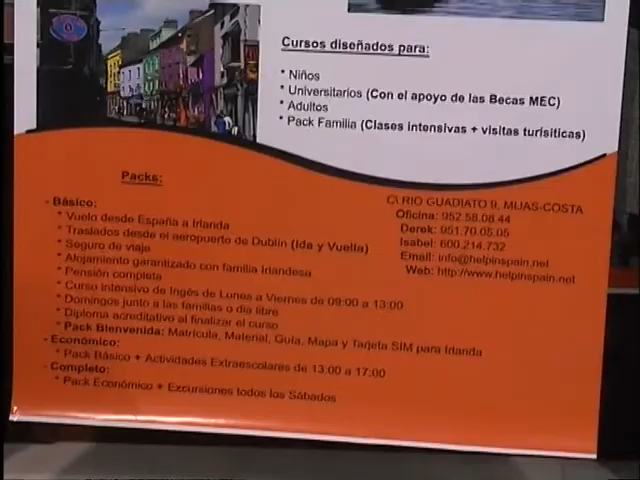 Cursos diseñados para:
* Niños
* Universitarios (Con el apoyo de las Becas MEC)
* Adultos
* Pack Familia (Clases intensivas + visitas turisiticas)
Packs:
- Básico:
* Vuelo desde España a Irlanda
* Traslados desde el aeropuerto de Dublin (Ida y Vuelta)
* Seguro de viaje
* Alojamiento garantizado con familia Irlandesa
* Pensión completa
* Curso intensivo de Ingés de Lunes a Viernes de 09:00 a 13:00
* Domingos junto a las familias o dia libre
* Diploma acreditativo al finalizar el curso
* Pack Bienvenida: Matricula, Material, Guia, Mapa y Tarjeta SIM para Irlanda
- Económico:
* Pack Básico + Actividades Extraescolares de 13:00 a 17:00
- Completo:
* Pack Económico + Excursiones todos los Sábados
C\ RIO GUADIATO 9, MIJAS-COSTA
Oficina: 952.58.08.44
Derek: 951.70.05.05
Isabel: 600.214.732
Email: info@helpinspain.net
Web: http://www.helpinspain.net